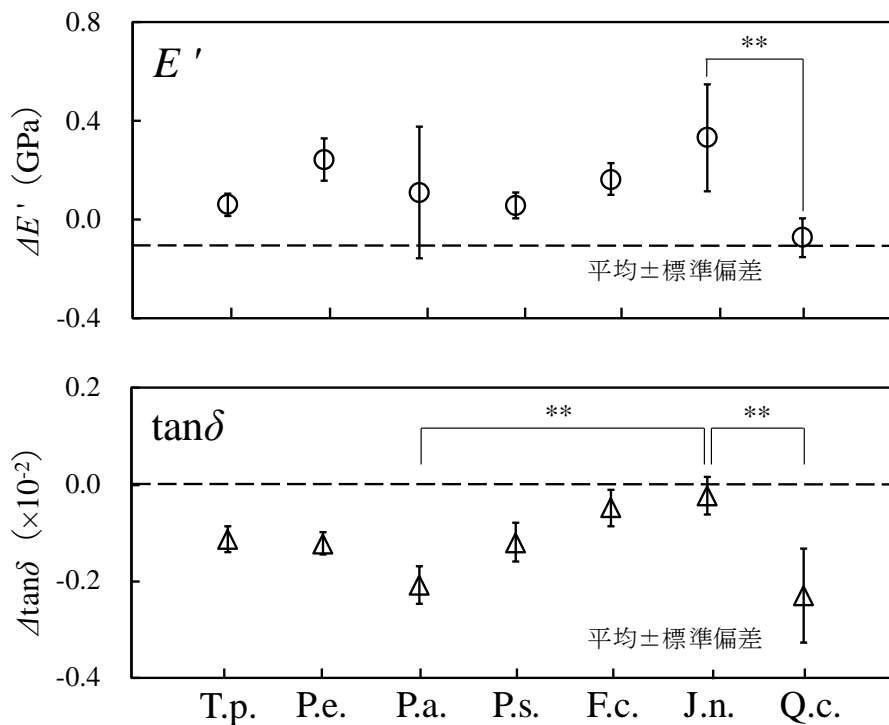 0.8
E '
**
0.4
0.0
-0.4
ΔE ' (GPa)
平均±標準偏差
0.2
tanδ
**
**
0.0
-0.2
-0.4
Δtanδ (×10⁻²)
平均±標準偏差
T.p. P.e. P.a. P.s. F.c. J.n. Q.c.